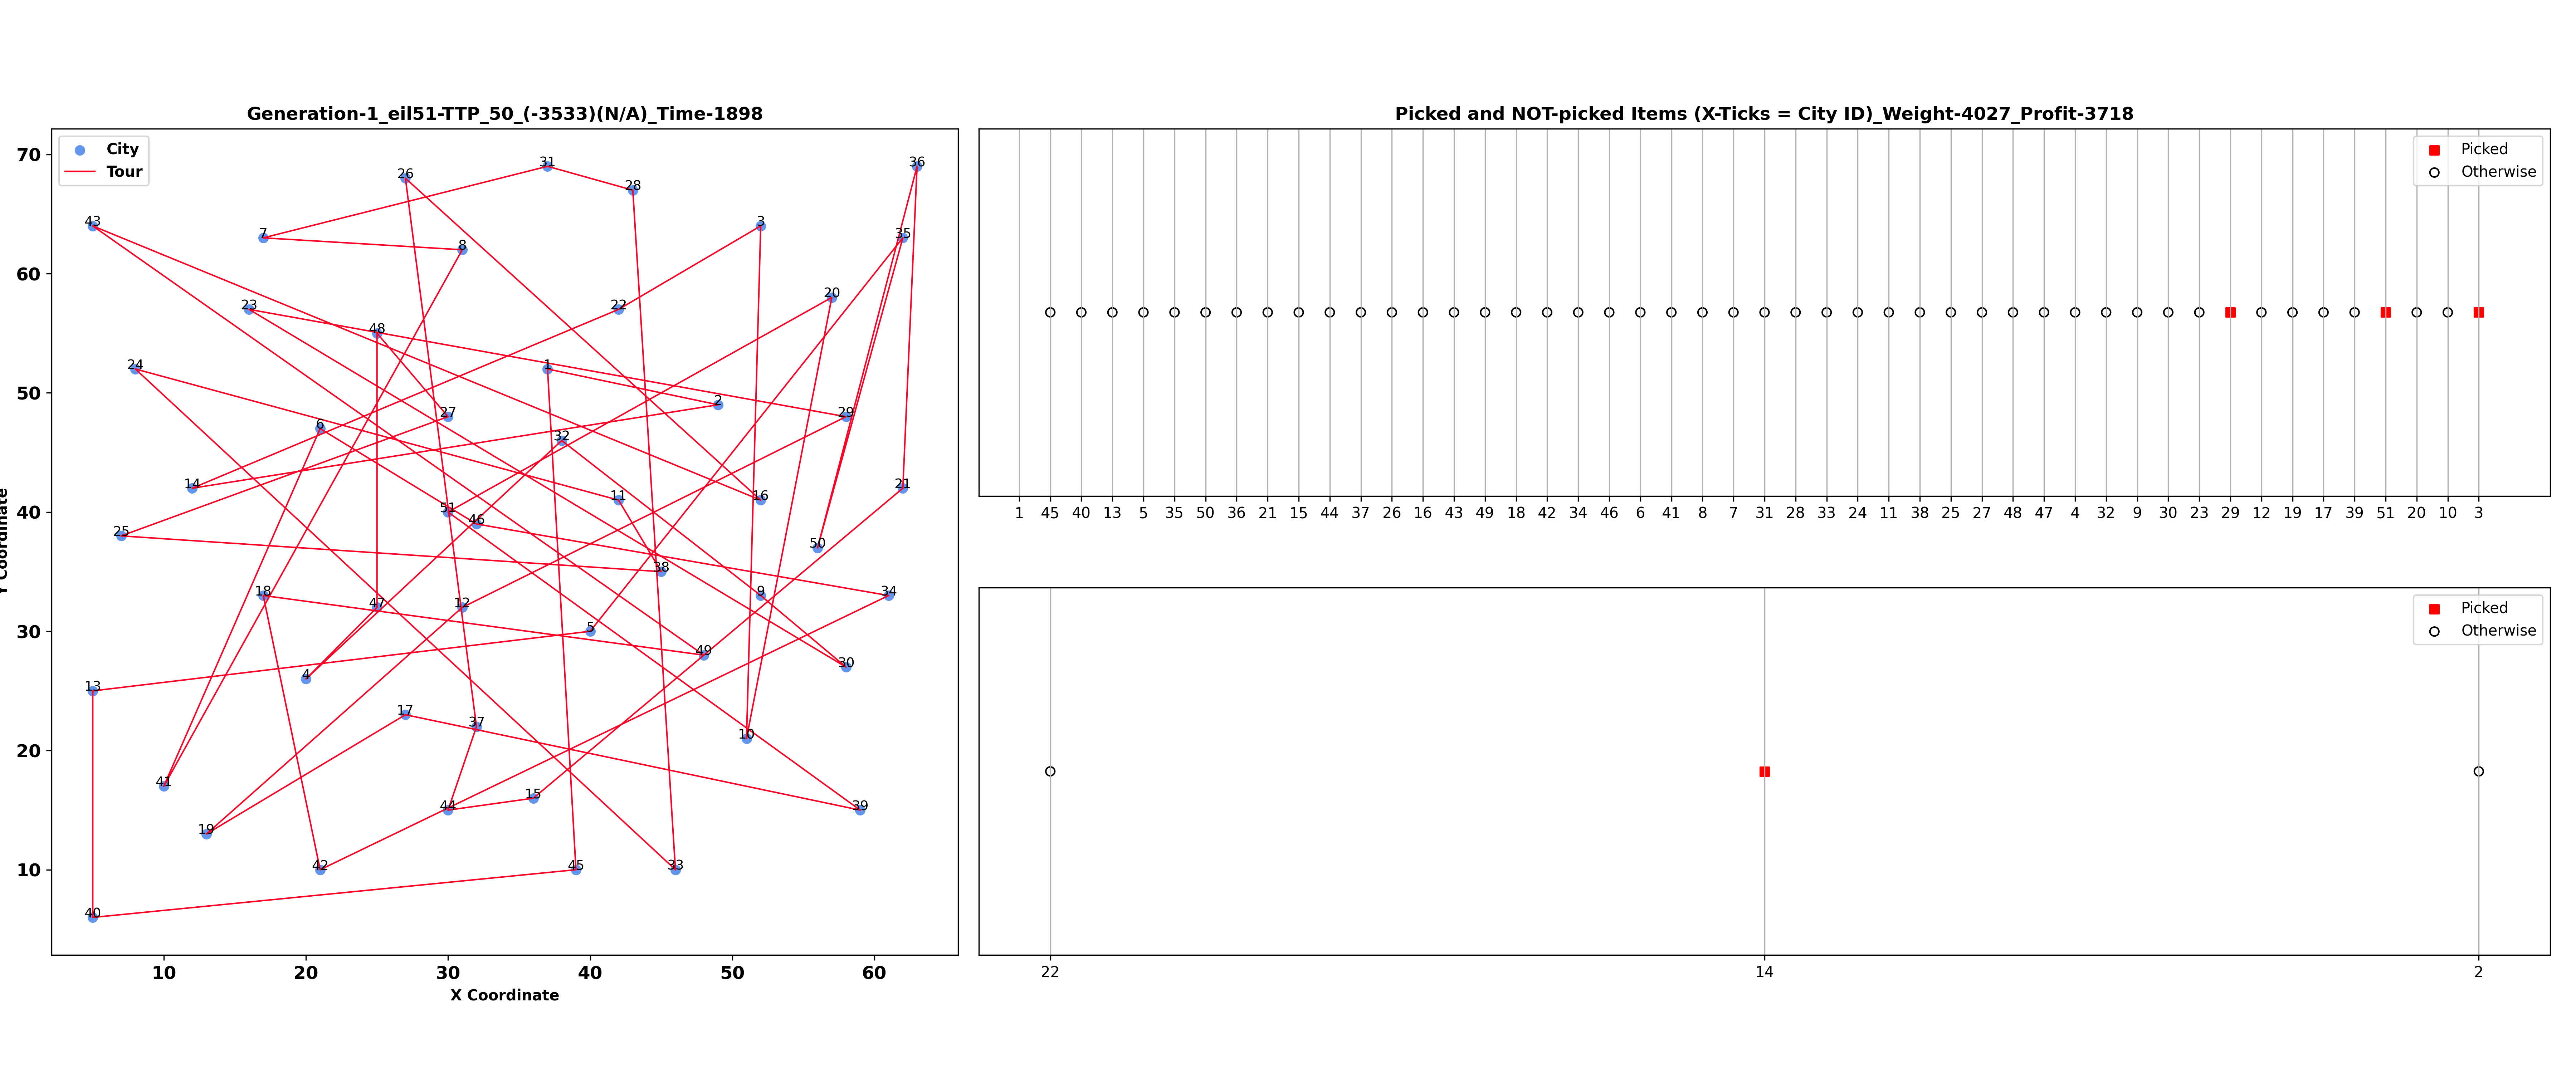 Generation-1_eil51-TTP_50_(-3533)(N/A)_Time-1898
City
Tour
70
60
50
40
30
20
10
Y Coordinate
10 20 30 40 50 60
X Coordinate
26 31 36
28
43 3
7 8 35
20
23 22
48
24 1
2
27 29
6 32
14 21
11 16
51 46
25 50
38
18 9 34
47 12
5
49
4 30
13
17 37
10
41
44 15 39
19
42 45 33
40
Picked and NOT-picked Items (X-Ticks = City ID)_Weight-4027_Profit-3718
Picked
Otherwise
1 45 40 13 5 35 50 36 21 15 44 37 26 16 43 49 18 42 34 46 6 41 8 7 31 28 33 24 11 38 25 27 48 47 4 32 9 30 23 29 12 19 17 39 51 20 10 3
Picked
Otherwise
22 14 2